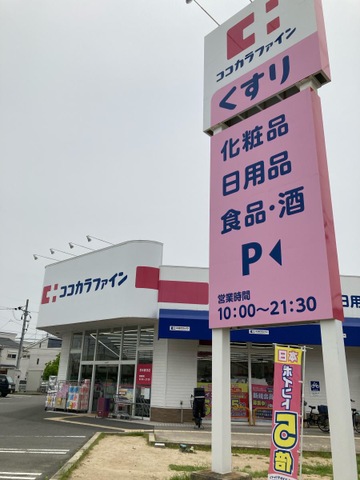 ココカラファイン
くすり
化粧品
日用品
食品・酒
P
営業時間
10:00～21:30
ココカラファイン
本日
ポイント5倍